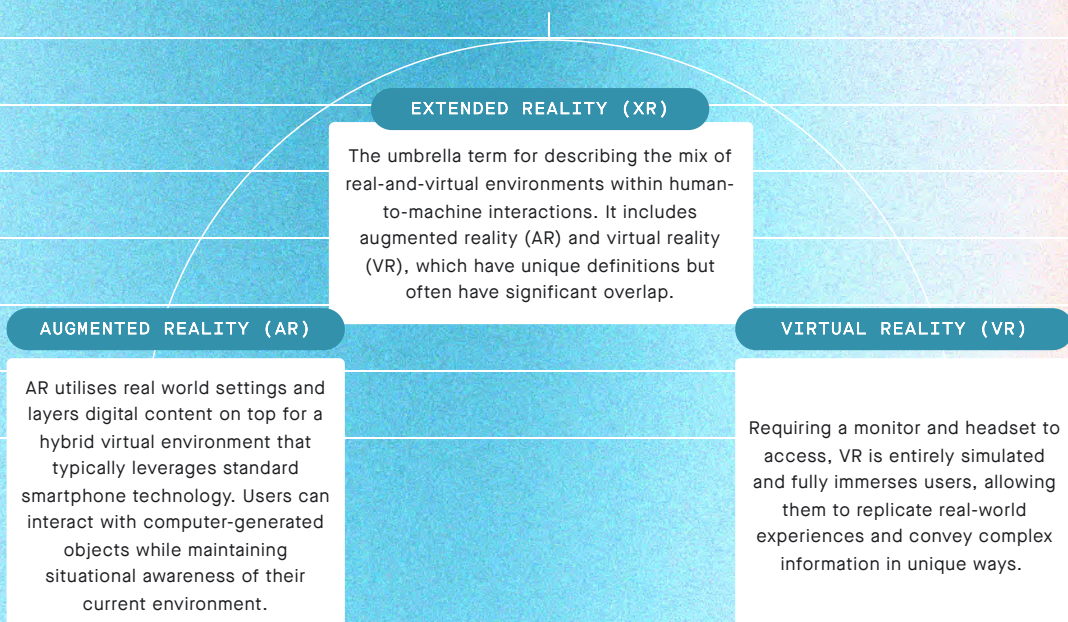 EXTENDED REALITY (XR)
The umbrella term for describing the mix of
real-and-virtual environments within human-
to-machine interactions. It includes
augmented reality (AR) and virtual reality
(VR), which have unique definitions but
often have significant overlap.
AUGMENTED REALITY (AR)
AR utilises real world settings and
layers digital content on top for a
hybrid virtual environment that
typically leverages standard
smartphone technology. Users can
interact with computer-generated
objects while maintaining
situational awareness of their
current environment.
VIRTUAL REALITY (VR)
Requiring a monitor and headset to
access, VR is entirely simulated
and fully immerses users, allowing
them to replicate real-world
experiences and convey complex
information in unique ways.